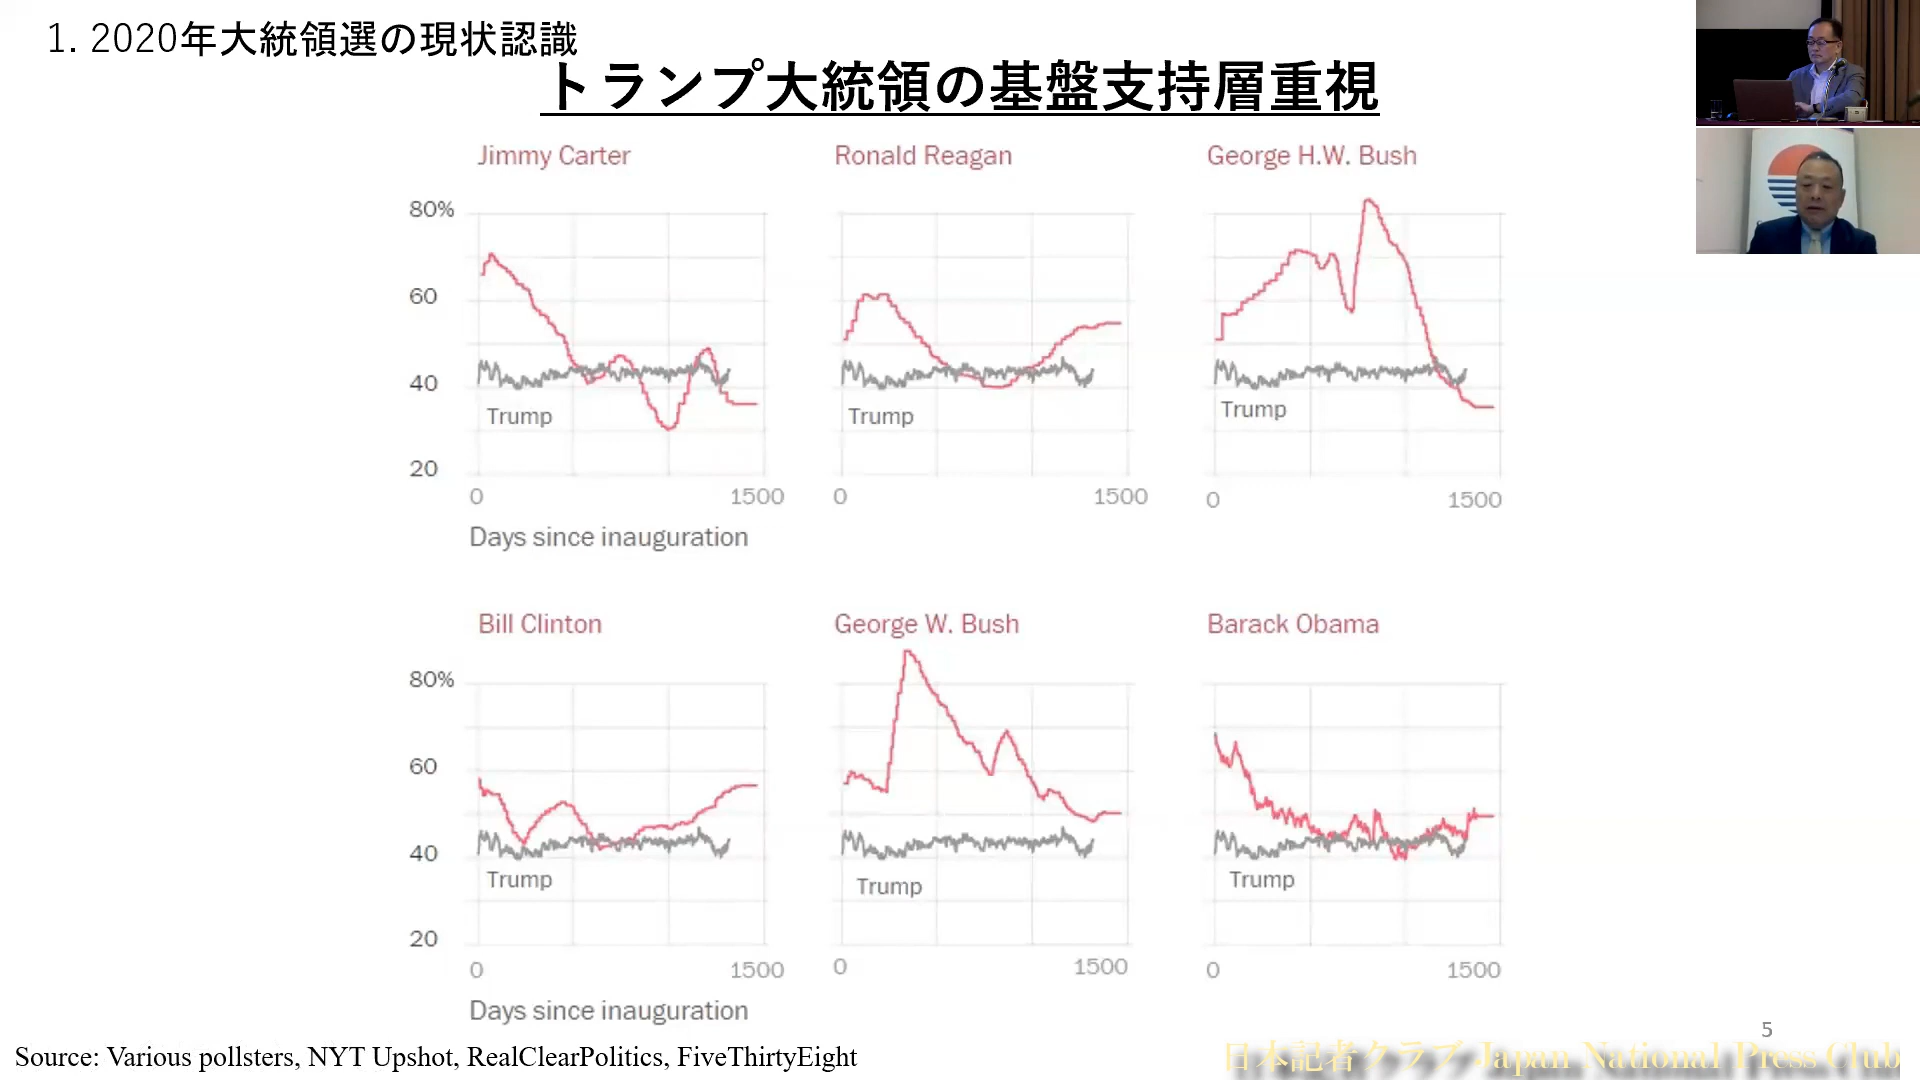 1. 2020年大統領選の現状認識
トランプ大統領の基盤支持層重視
Jimmy Carter
Ronald Reagan
George H.W. Bush
80%
60
40
20
Trump
Trump
Trump
0
1500
0
1500
0
1500
Days since inauguration
Bill Clinton
George W. Bush
Barack Obama
80%
60
40
20
Trump
Trump
Trump
0
1500
0
1500
0
1500
Days since inauguration
5
Source: Various pollsters, NYT Upshot, RealClearPolitics, FiveThirtyEight
日本記者クラブ Japan National Press Club